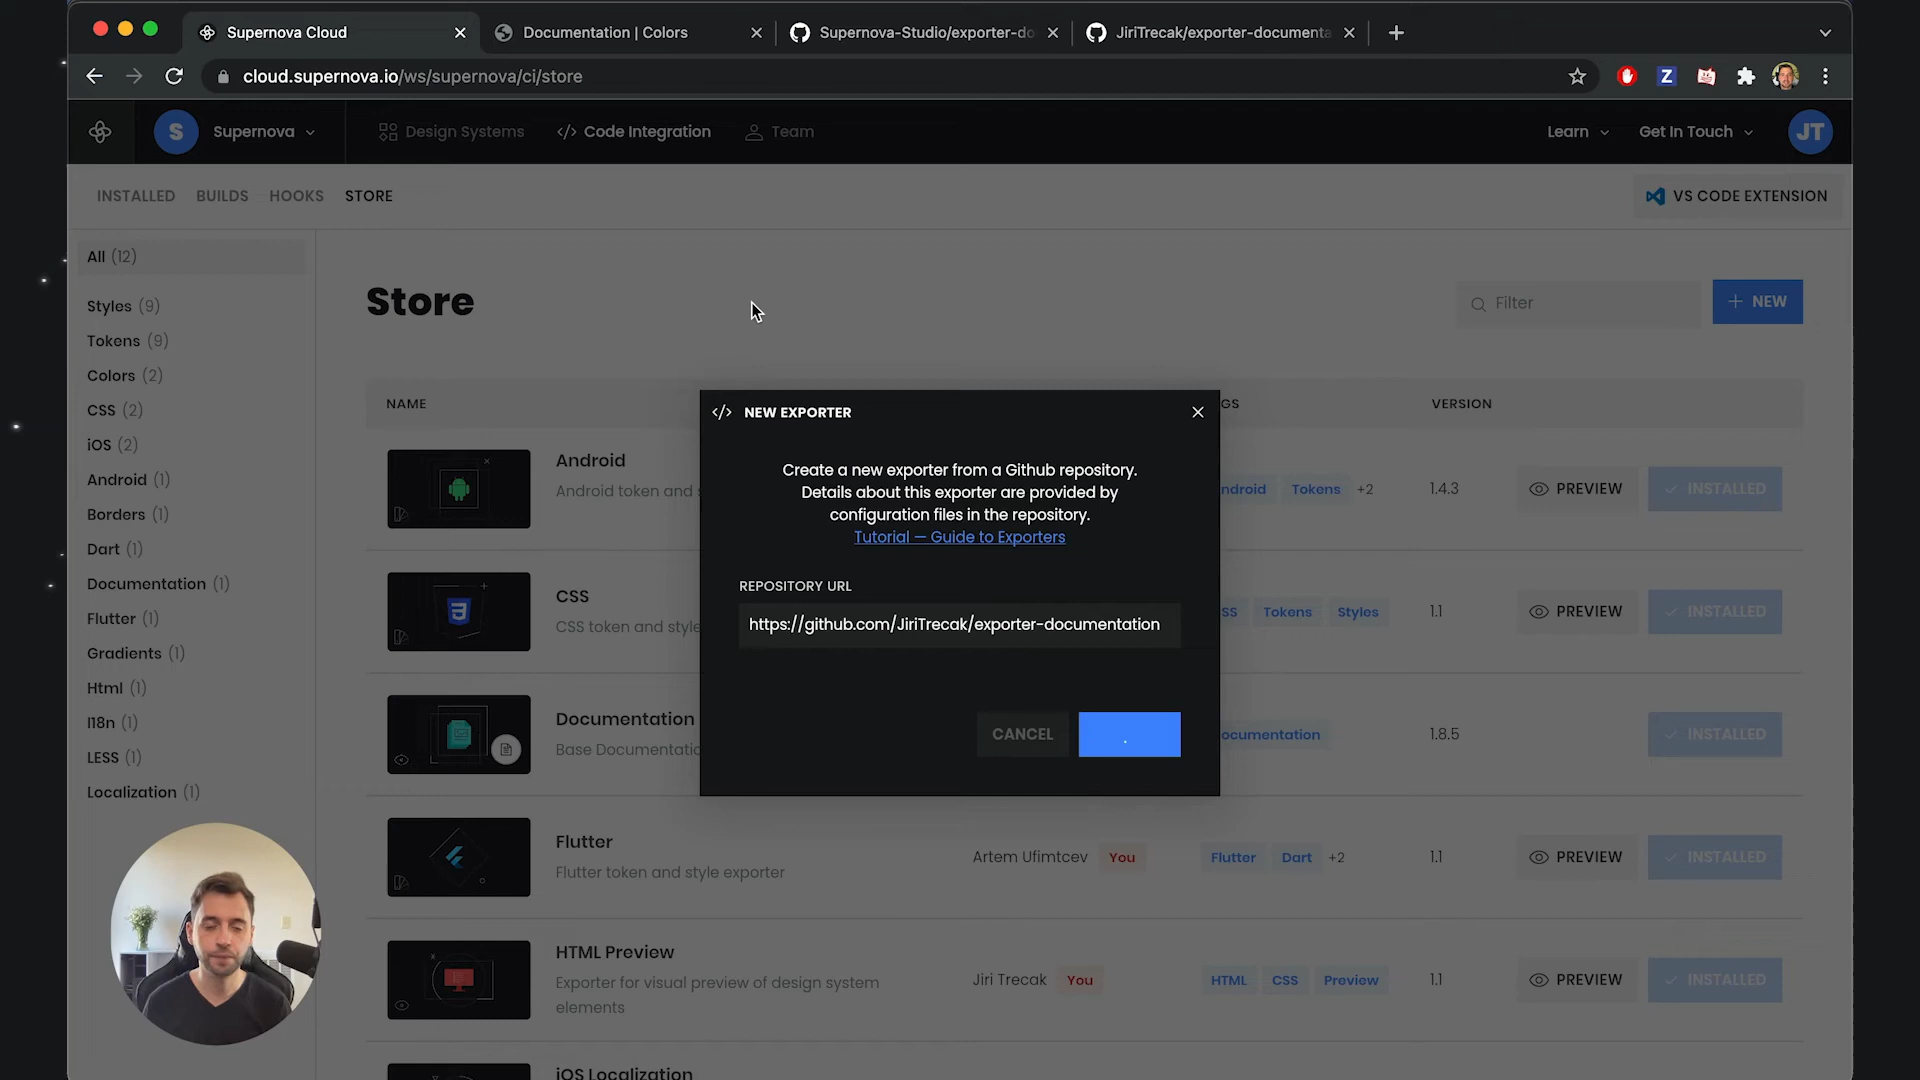 Supernova Cloud
Documentation | Colors
Supernova-Studio/exporter-do
JiriTrecak/exporter-documenta
cloud.supernova.io/ws/supernova/ci/store
Z
S
Supernova
Design Systems
</> Code Integration
Team
Learn
Get In Touch
JT
INSTALLED
BUILDS
HOOKS
STORE
VS CODE EXTENSION
All (12)
Styles (9)
Tokens (9)
Colors (2)
CSS (2)
iOS (2)
Android (1)
Borders (1)
Dart (1)
Documentation (1)
Flutter (1)
Gradients (1)
Html (1)
I18n (1)
LESS (1)
Localization (1)
Store
Filter
+ NEW
NAME
GS
VERSION
Android
Android token and s
ndroid
Tokens
+2
1.4.3
PREVIEW
INSTALLED
CSS
CSS token and style
SS
Tokens
Styles
1.1
PREVIEW
INSTALLED
Documentation
Base Documentatio
ocumentation
1.8.5
INSTALLED
Flutter
Flutter token and style exporter
Artem Ufimtcev
You
Flutter
Dart
+2
1.1
PREVIEW
INSTALLED
HTML Preview
Exporter for visual preview of design system
elements
Jiri Trecak
You
HTML
CSS
Preview
1.1
PREVIEW
INSTALLED
iOS Localization
</> NEW EXPORTER
Create a new exporter from a Github repository.
Details about this exporter are provided by
configuration files in the repository.
Tutorial — Guide to Exporters
REPOSITORY URL
https://github.com/JiriTrecak/exporter-documentation
CANCEL